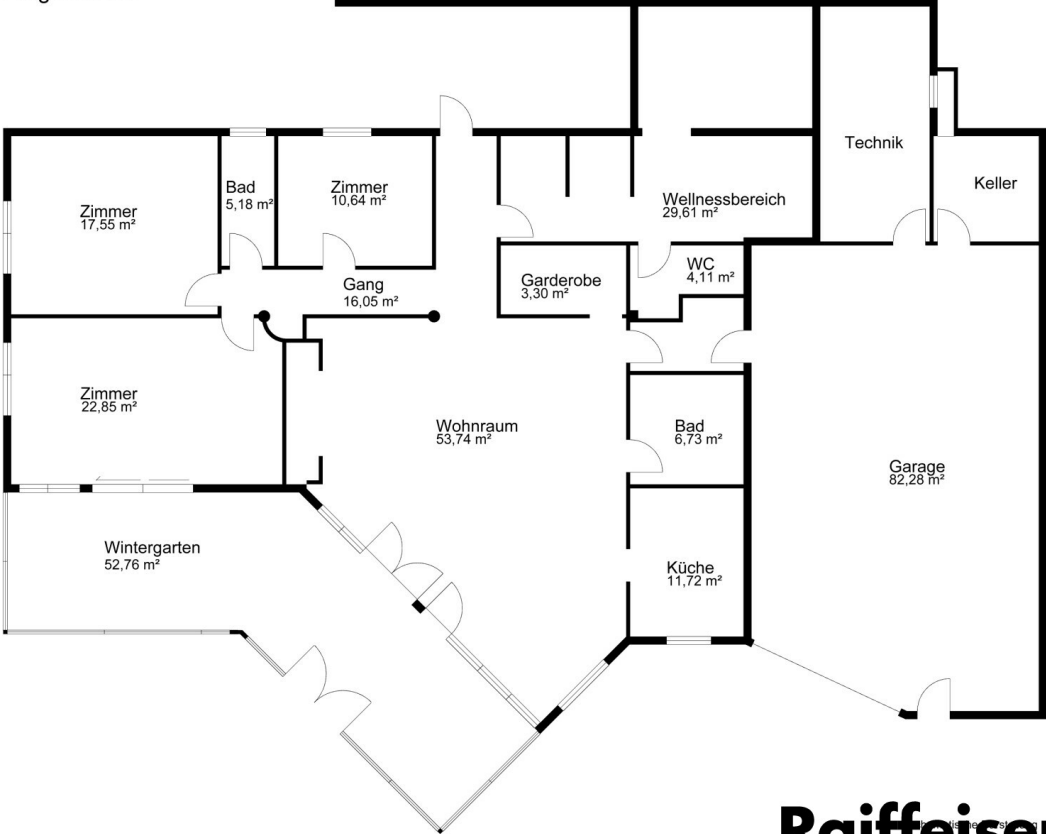 Technik
Keller
Bad
5,18 m²
Zimmer
10,64 m²
Zimmer
17,55 m²
Wellnessbereich
29,61 m²
Gang
16,05 m²
Garderobe
3,30 m²
WC
4,11 m²
Zimmer
22,85 m²
Wohnraum
53,74 m²
Bad
6,73 m²
Garage
82,28 m²
Wintergarten
52,76 m²
Küche
11,72 m²